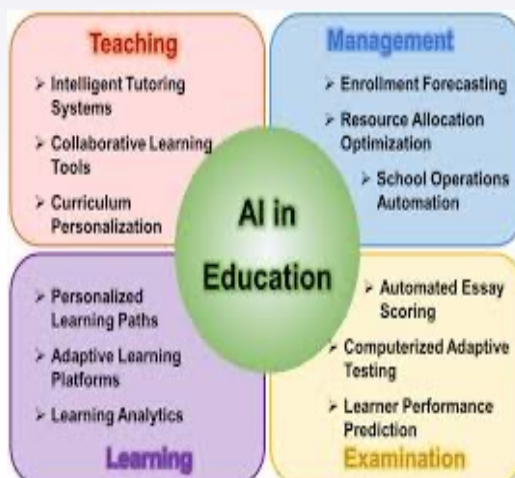 Teaching
➢ Intelligent Tutoring
Systems
➢ Collaborative Learning
Tools
➢ Curriculum
Personalization
Management
➢ Enrollment Forecasting
➢ Resource Allocation
Optimization
➢ School Operations
Automation
AI in
Education
➢ Personalized
Learning Paths
➢ Adaptive Learning
Platforms
➢ Learning Analytics
Learning
➢ Automated Essay
Scoring
➢ Computerized Adaptive
Testing
➢ Learner Performance
Prediction
Examination